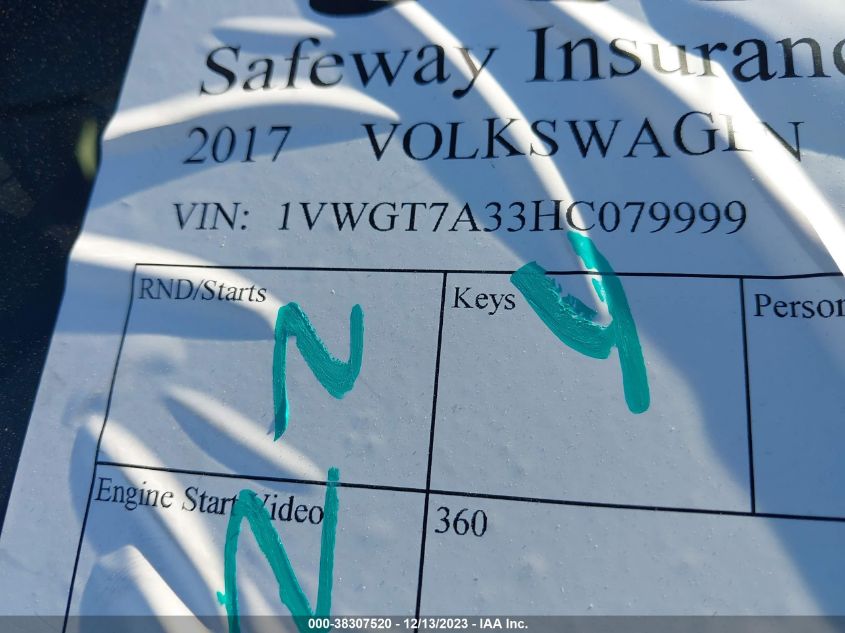 Safeway Insuranc
2017 VOLKSWAGEN
VIN: 1VWGT7A33HC079999
RND/Starts
N
Keys
Y
Person
Engine Start Video
N
360
000-38307520 - 12/13/2023 - IAA Inc.